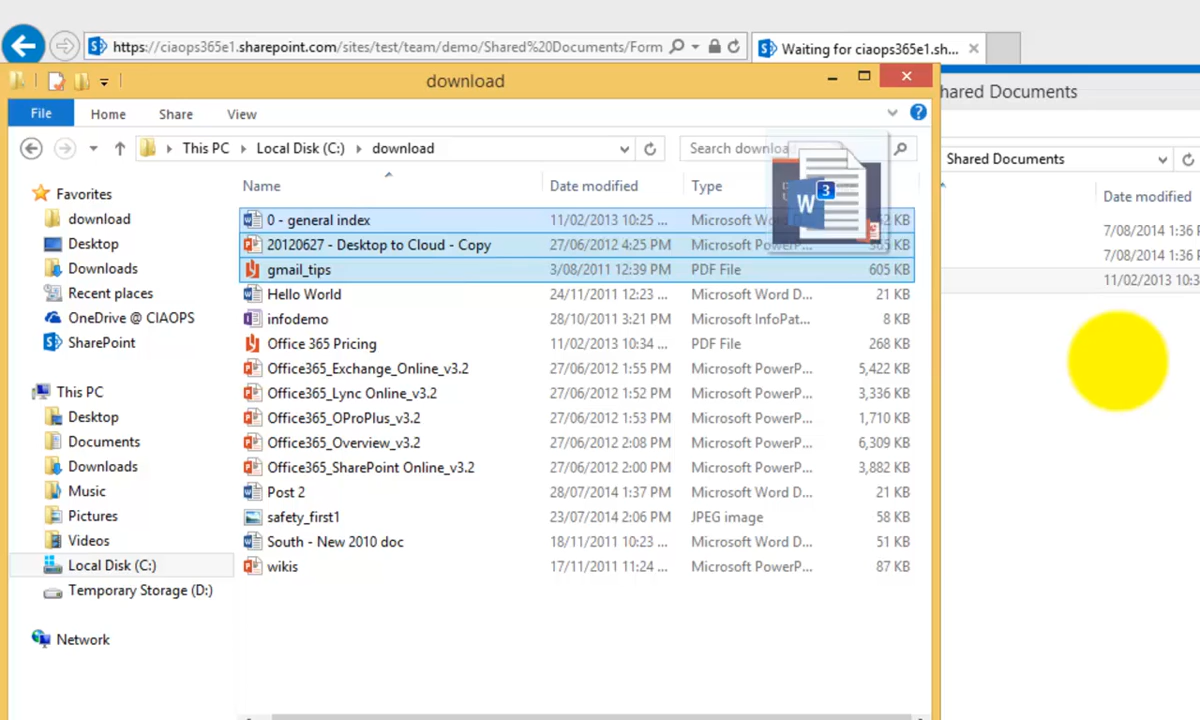 https://ciaops365e1.sharepoint.com/sites/test/team/demo/Shared%20Documents/Form
Waiting for ciaops365e1.sh...
download
hared Documents
File Home Share View
This PC Local Disk (C:) download
Search downloa
Shared Documents
Name Date modified Type
Date modified
Favorites
download
Desktop
Downloads
Recent places
OneDrive @ CIAOPS
SharePoint
This PC
Desktop
Documents
Downloads
Music
Pictures
Videos
Local Disk (C:)
Temporary Storage (D:)
Network
0 - general index 11/02/2013 10:25 ... Microsoft Wo 52 KB
20120627 - Desktop to Cloud - Copy 27/06/2012 4:25 PM Microsoft PowerP... 365 KB
gmail_tips 3/08/2011 12:39 PM PDF File 605 KB
Hello World 24/11/2011 12:23 ... Microsoft Word D... 21 KB
infodemo 28/10/2011 3:21 PM Microsoft InfoPat... 8 KB
Office 365 Pricing 11/02/2013 10:34 ... PDF File 268 KB
Office365_Exchange_Online_v3.2 27/06/2012 1:55 PM Microsoft PowerP... 5,422 KB
Office365_Lync Online_v3.2 27/06/2012 1:52 PM Microsoft PowerP... 3,336 KB
Office365_OProPlus_v3.2 27/06/2012 1:53 PM Microsoft PowerP... 1,710 KB
Office365_Overview_v3.2 27/06/2012 2:08 PM Microsoft PowerP... 6,309 KB
Office365_SharePoint Online_v3.2 27/06/2012 2:00 PM Microsoft PowerP... 3,882 KB
Post 2 28/07/2014 1:37 PM Microsoft Word D... 21 KB
safety_first1 23/07/2014 2:06 PM JPEG image 58 KB
South - New 2010 doc 18/11/2011 10:23 ... Microsoft Word D... 51 KB
wikis 17/11/2011 11:24 ... Microsoft PowerP... 87 KB
W 3
7/08/2014 1:36 P
7/08/2014 1:36 P
11/02/2013 10:3